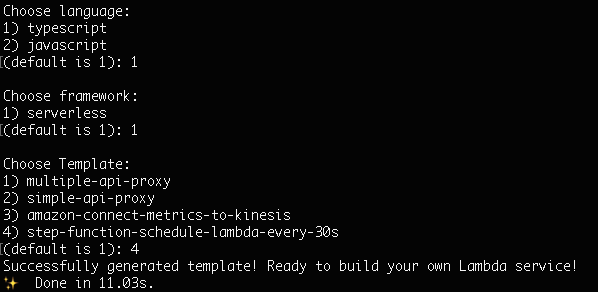 Choose language:
1) typescript
2) javascript
[(default is 1): 1
Choose framework:
1) serverless
[(default is 1): 1
Choose Template:
1) multiple-api-proxy
2) simple-api-proxy
3) amazon-connect-metrics-to-kinesis
4) step-function-schedule-lambda-every-30s
[(default is 1): 4
Successfully generated template! Ready to build your own Lambda service!
✨ Done in 11.03s.